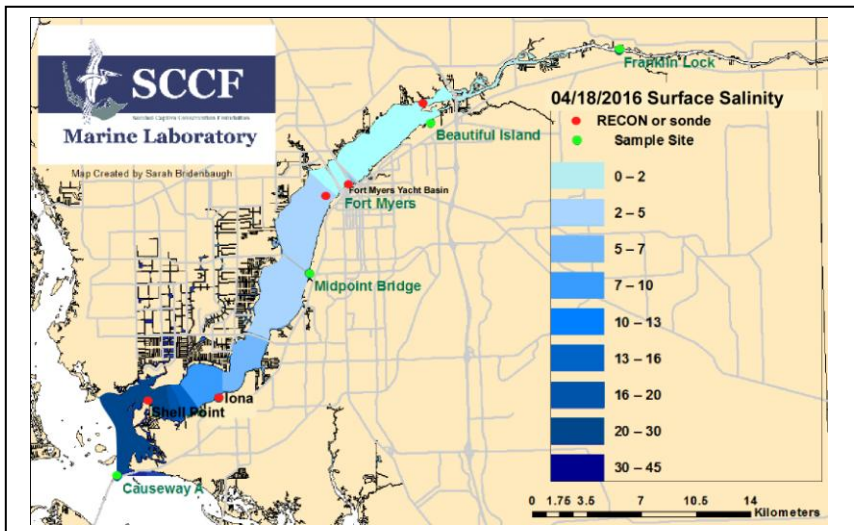 SCCF
Sanibel Captiva Conservation Foundation
Marine Laboratory
Map Created by Sarah Bridenbaugh
Franklin Lock
04/18/2016 Surface Salinity
RECON or sonde
Sample Site
Beautiful Island
Fort Myers Yacht Basin
Fort Myers
Midpoint Bridge
Iona
Shell Point
Causeway A
0 – 2
2 – 5
5 – 7
7 – 10
10 – 13
13 – 16
16 – 20
20 – 30
30 – 45
0 1.75 3.5 7 10.5 14
Kilometers